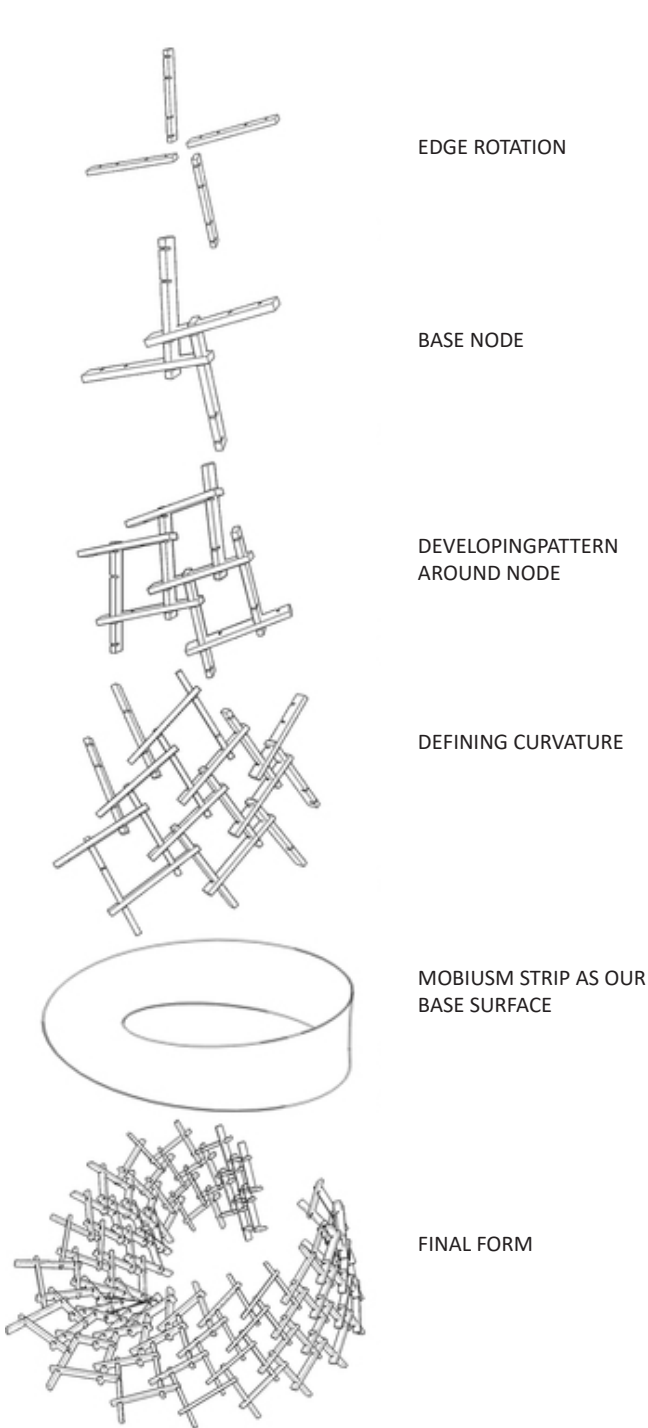 EDGE ROTATION
BASE NODE
DEVELOPINGPATTERN
AROUND NODE
DEFINING CURVATURE
MOBIUSM STRIP AS OUR
BASE SURFACE
FINAL FORM